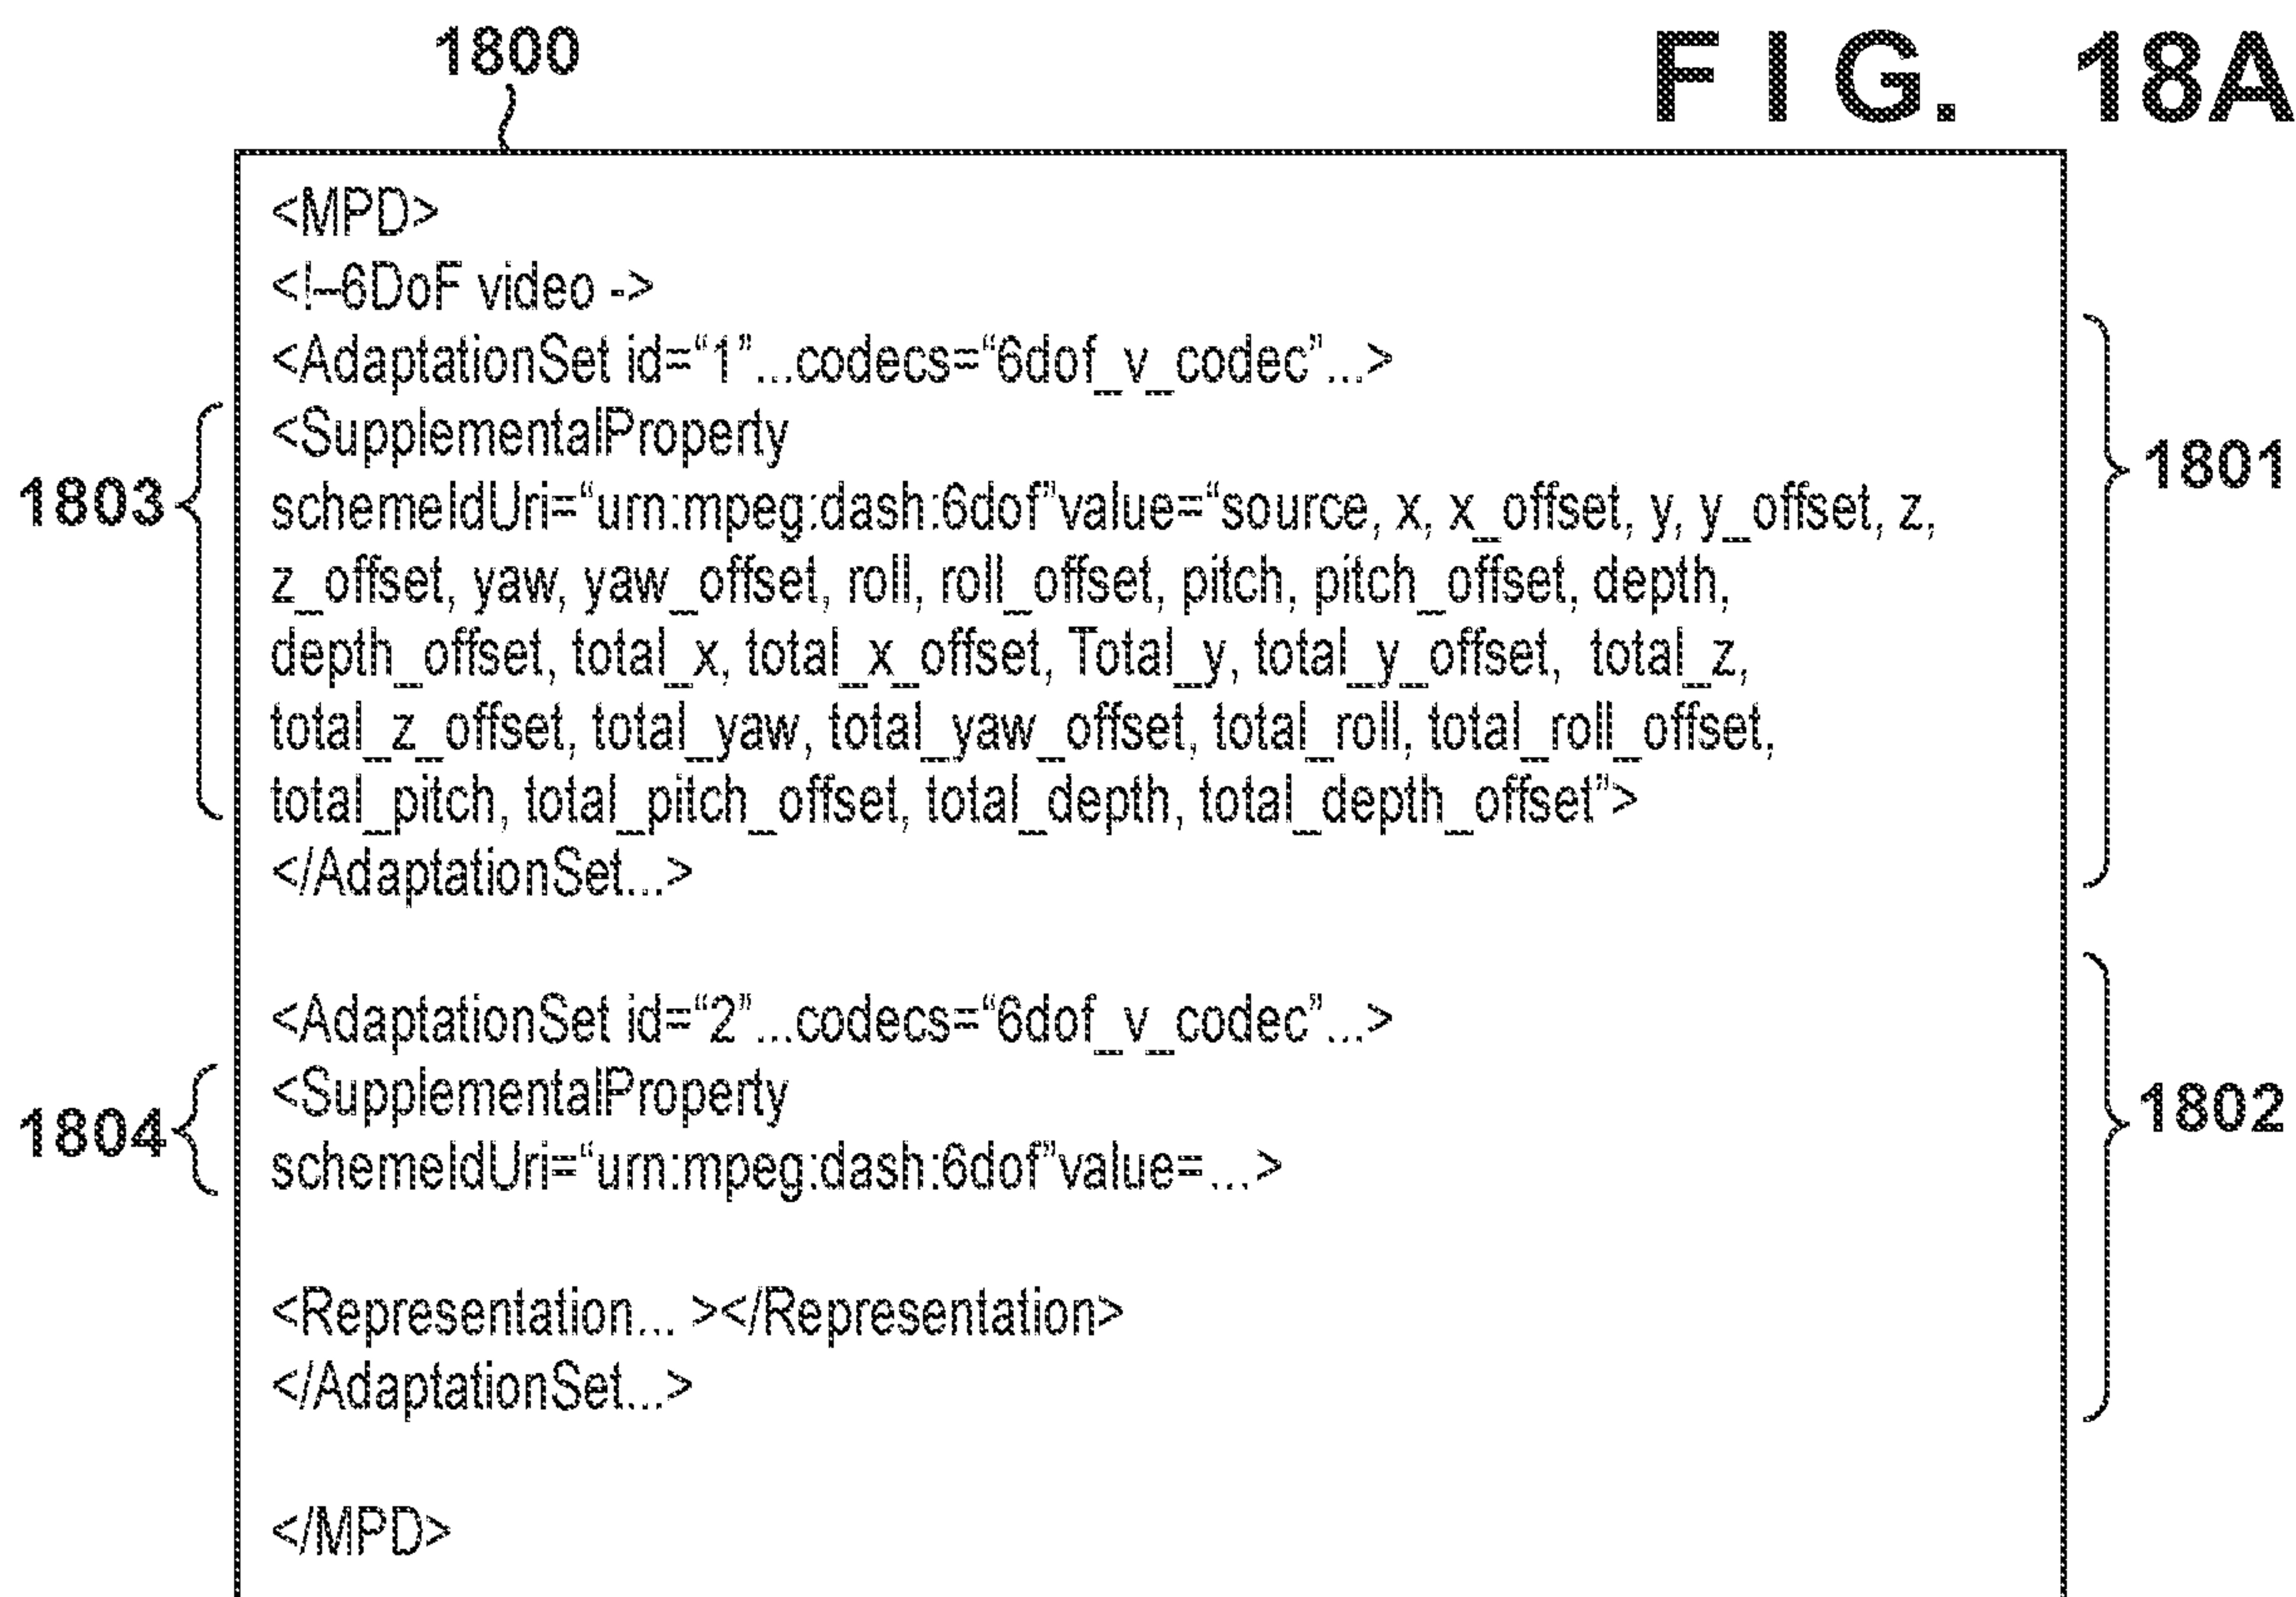 1800
F I G. 18A
<MPD>
<!–6DoF video ->
<AdaptationSet id=“1”...codecs=“6dof_v_codec”...>
<SupplementalProperty
1801
1803
schemeIdUri=“urn:mpeg:dash:6dof”value=“source, x, x_offset, y, y_offset, z,
z_offset, yaw, yaw_offset, roll, roll_offset, pitch, pitch_offset, depth,
depth_offset, total_x, total_x_offset, Total_y, total_y_offset, total_z,
total_z_offset, total_yaw, total_yaw_offset, total_roll, total_roll_offset,
total_pitch, total_pitch_offset, total_depth, total_depth_offset”>
</AdaptationSet...>
<AdaptationSet id=“2”...codecs=“6dof_v_codec”...>
<SupplementalProperty
1804
1802
schemeIdUri=“urn:mpeg:dash:6dof”value=...>
<Representation... ></Representation>
</AdaptationSet...>
</MPD>